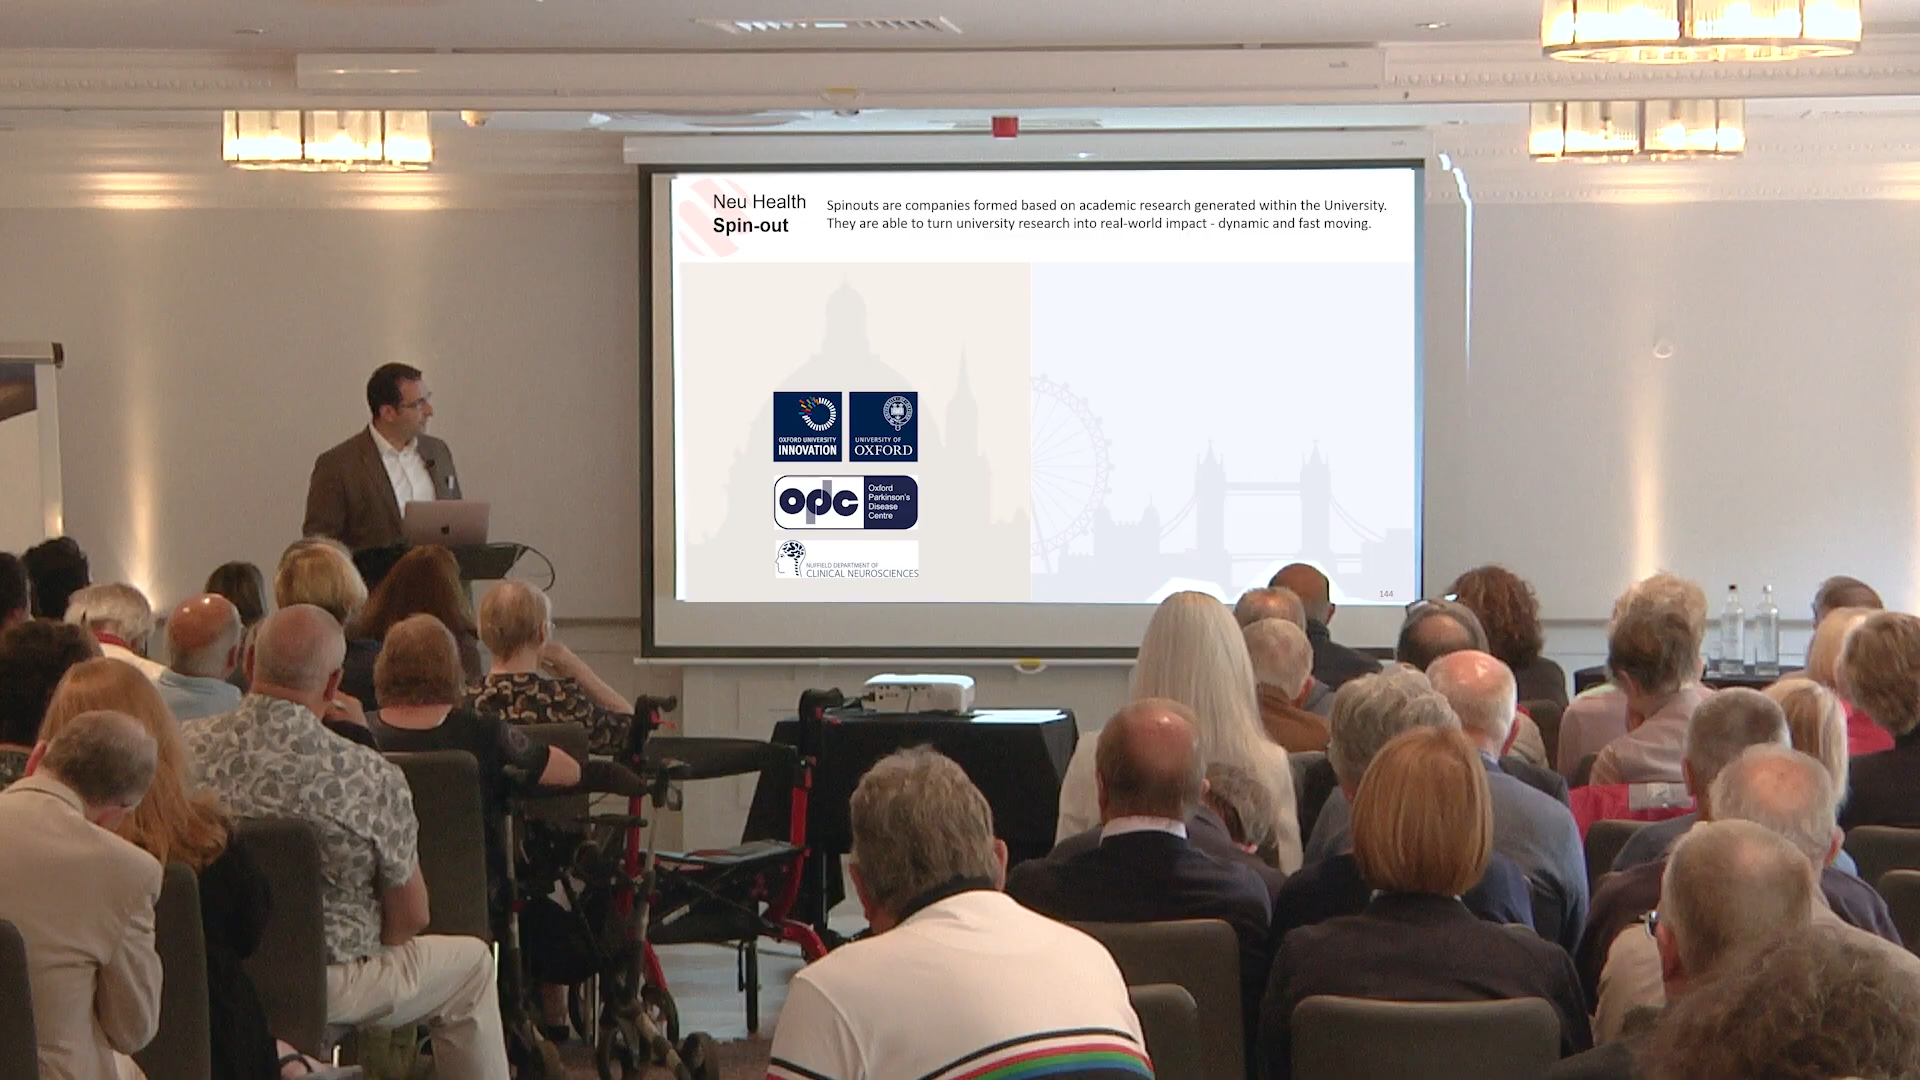 Neu Health
Spin-out
Spinouts are companies formed based on academic research generated within the University.
They are able to turn university research into real-world impact - dynamic and fast moving.
OXFORD UNIVERSITY
INNOVATION
UNIVERSITY OF
OXFORD
opdc
Oxford
Parkinson's
Disease
Centre
NUFFIELD DEPARTMENT OF
CLINICAL NEUROSCIENCES
144